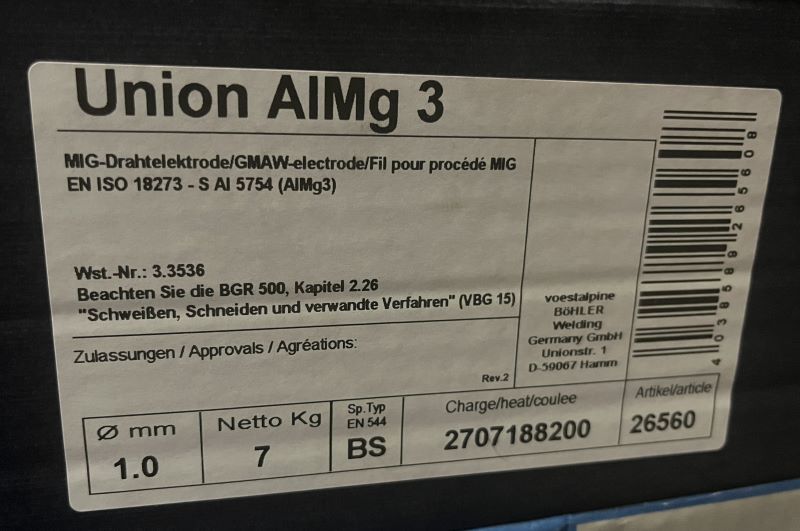 Union AlMg 3
MIG-Drahtelektrode/GMAW-electrode/Fil pour procédé MIG
EN ISO 18273 - S Al 5754 (AlMg3)
Wst.-Nr.: 3.3536
Beachten Sie die BGR 500, Kapitel 2.26
"Schweißen, Schneiden und verwandte Verfahren" (VBG 15)
Zulassungen / Approvals / Agréations:
Rev.2
voestalpine
BöHLER
Welding
Germany GmbH
Unionstr. 1
D-59067 Hamm
4 038589 265608
Ø mm
1.0
Netto Kg
7
Sp.Typ
EN 544
BS
Charge/heat/coulee
2707188200
Artikel/article
26560